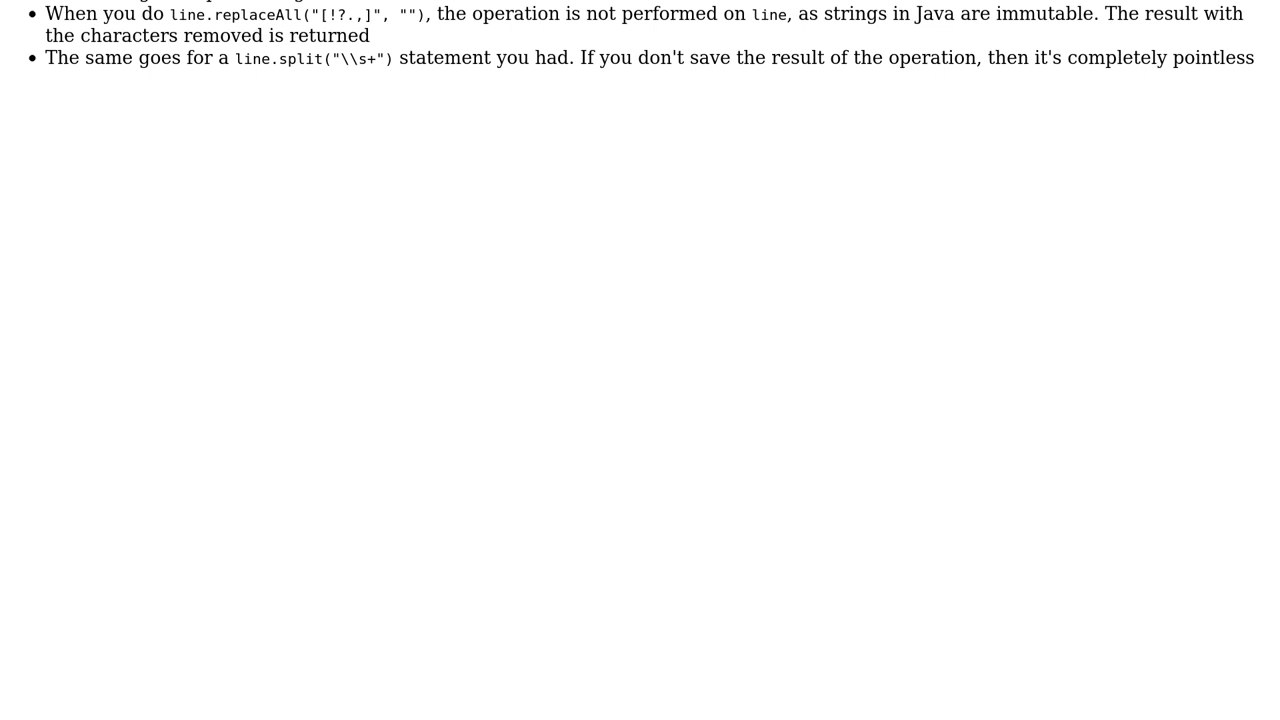 When you do line.replaceAll("[!?.,]", ""), the operation is not performed on line, as strings in Java are immutable. The result with
the characters removed is returned
The same goes for a line.split("\\s+") statement you had. If you don't save the result of the operation, then it's completely pointless